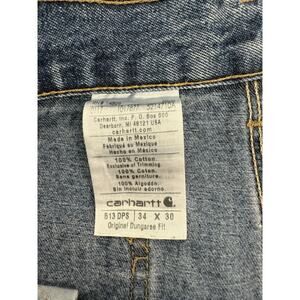 Carhartt, Inc. P. O. Box 600
Dearborn, MI 48121 USA
carhartt.com
Made in Mexico
Fabriqué au Mexique
Hecho en México
100% Cotton
Exclusive of Trimming
100% Coton
Sans garniture.
100% Algodón
Sin incluir adorno.
carhartt
B13 DPS 34 X 30
Original Dungaree Fit